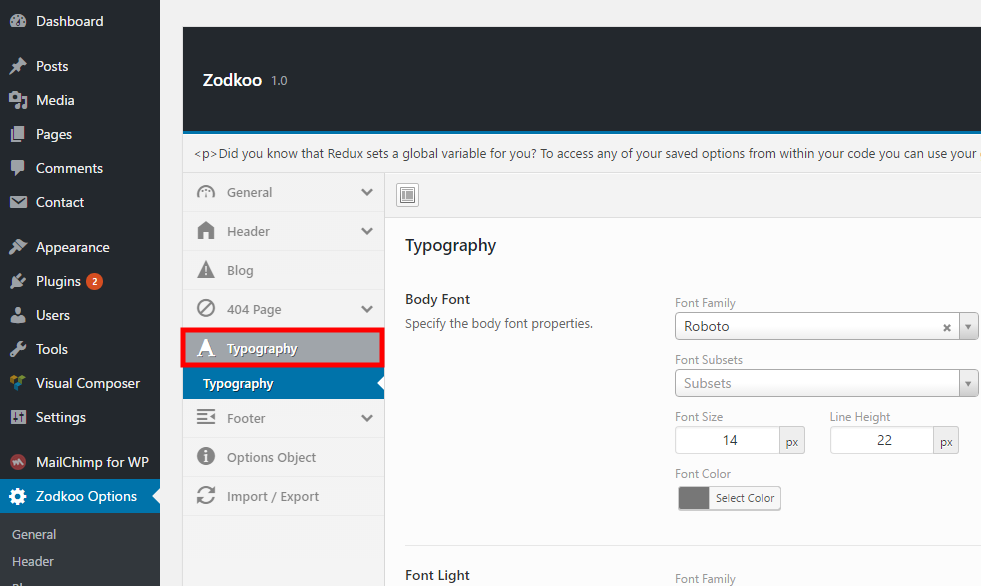 Dashboard
Posts
Media
Pages
Comments
Contact
Appearance
Plugins 2
Users
Tools
Visual Composer
Settings
MailChimp for WP
Zodkoo Options
General
Header
Zodkoo 1.0
<p>Did you know that Redux sets a global variable for you? To access any of your saved options from within your code you can use your
General
Header
Blog
404 Page
Typography
Typography
Footer
Options Object
Import / Export
Typography
Body Font
Specify the body font properties.
Font Family
Roboto
Font Subsets
Subsets
Font Size
Line Height
14 px
22 px
Font Color
Select Color
Font Light
Font Family